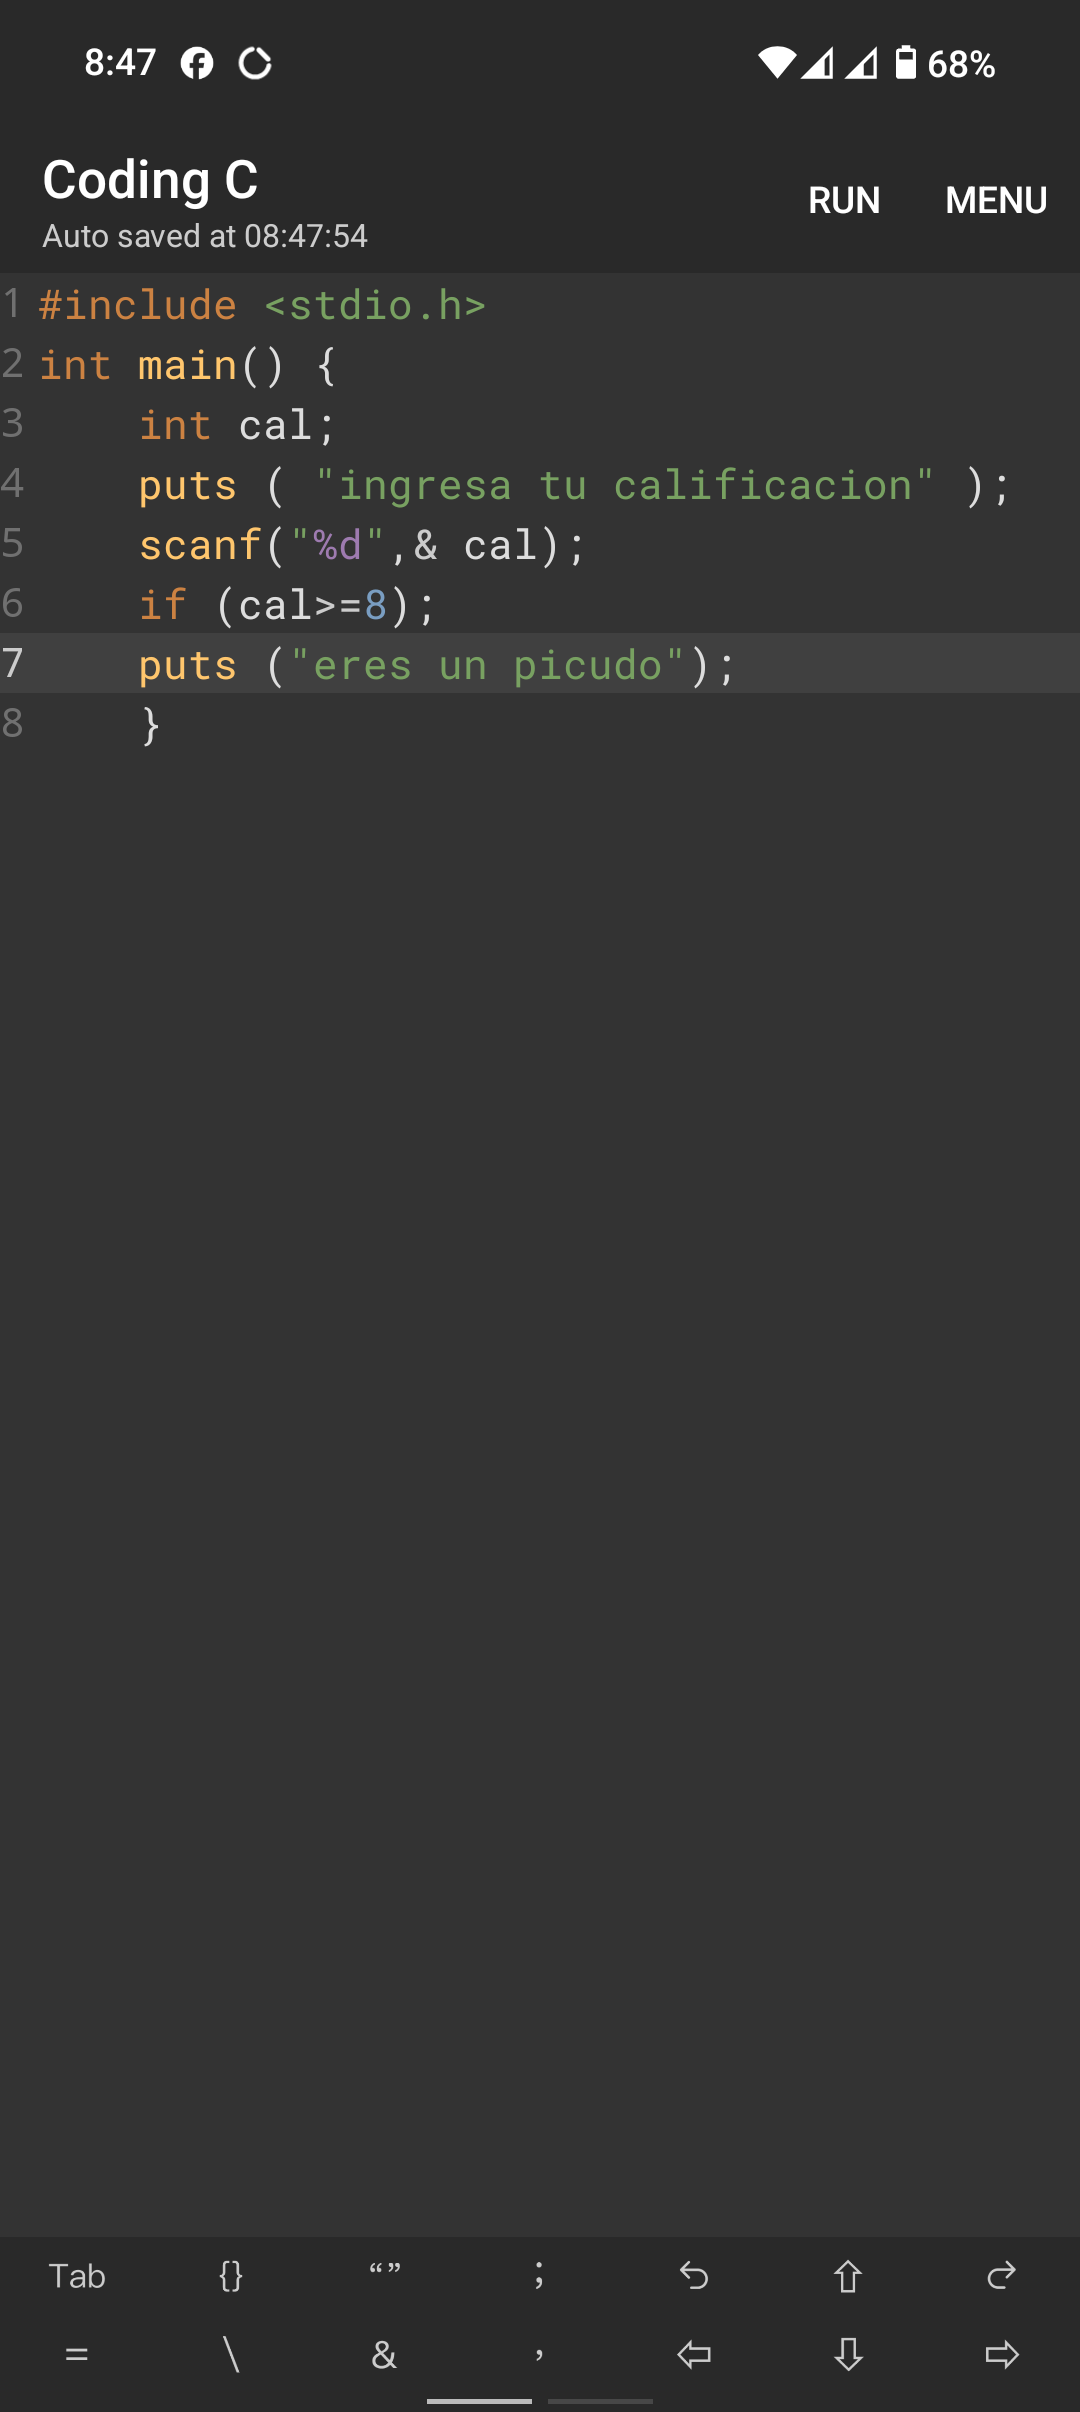 8:47 68%
Coding C
RUN MENU
Auto saved at 08:47:54
1 #include <stdio.h>
2 int main() {
3     int cal;
4     puts ( "ingresa tu calificacion" );
5     scanf("%d",& cal);
6     if (cal>=8);
7     puts ("eres un picudo");
8     }
Tab {} “” ;
= \ & ,